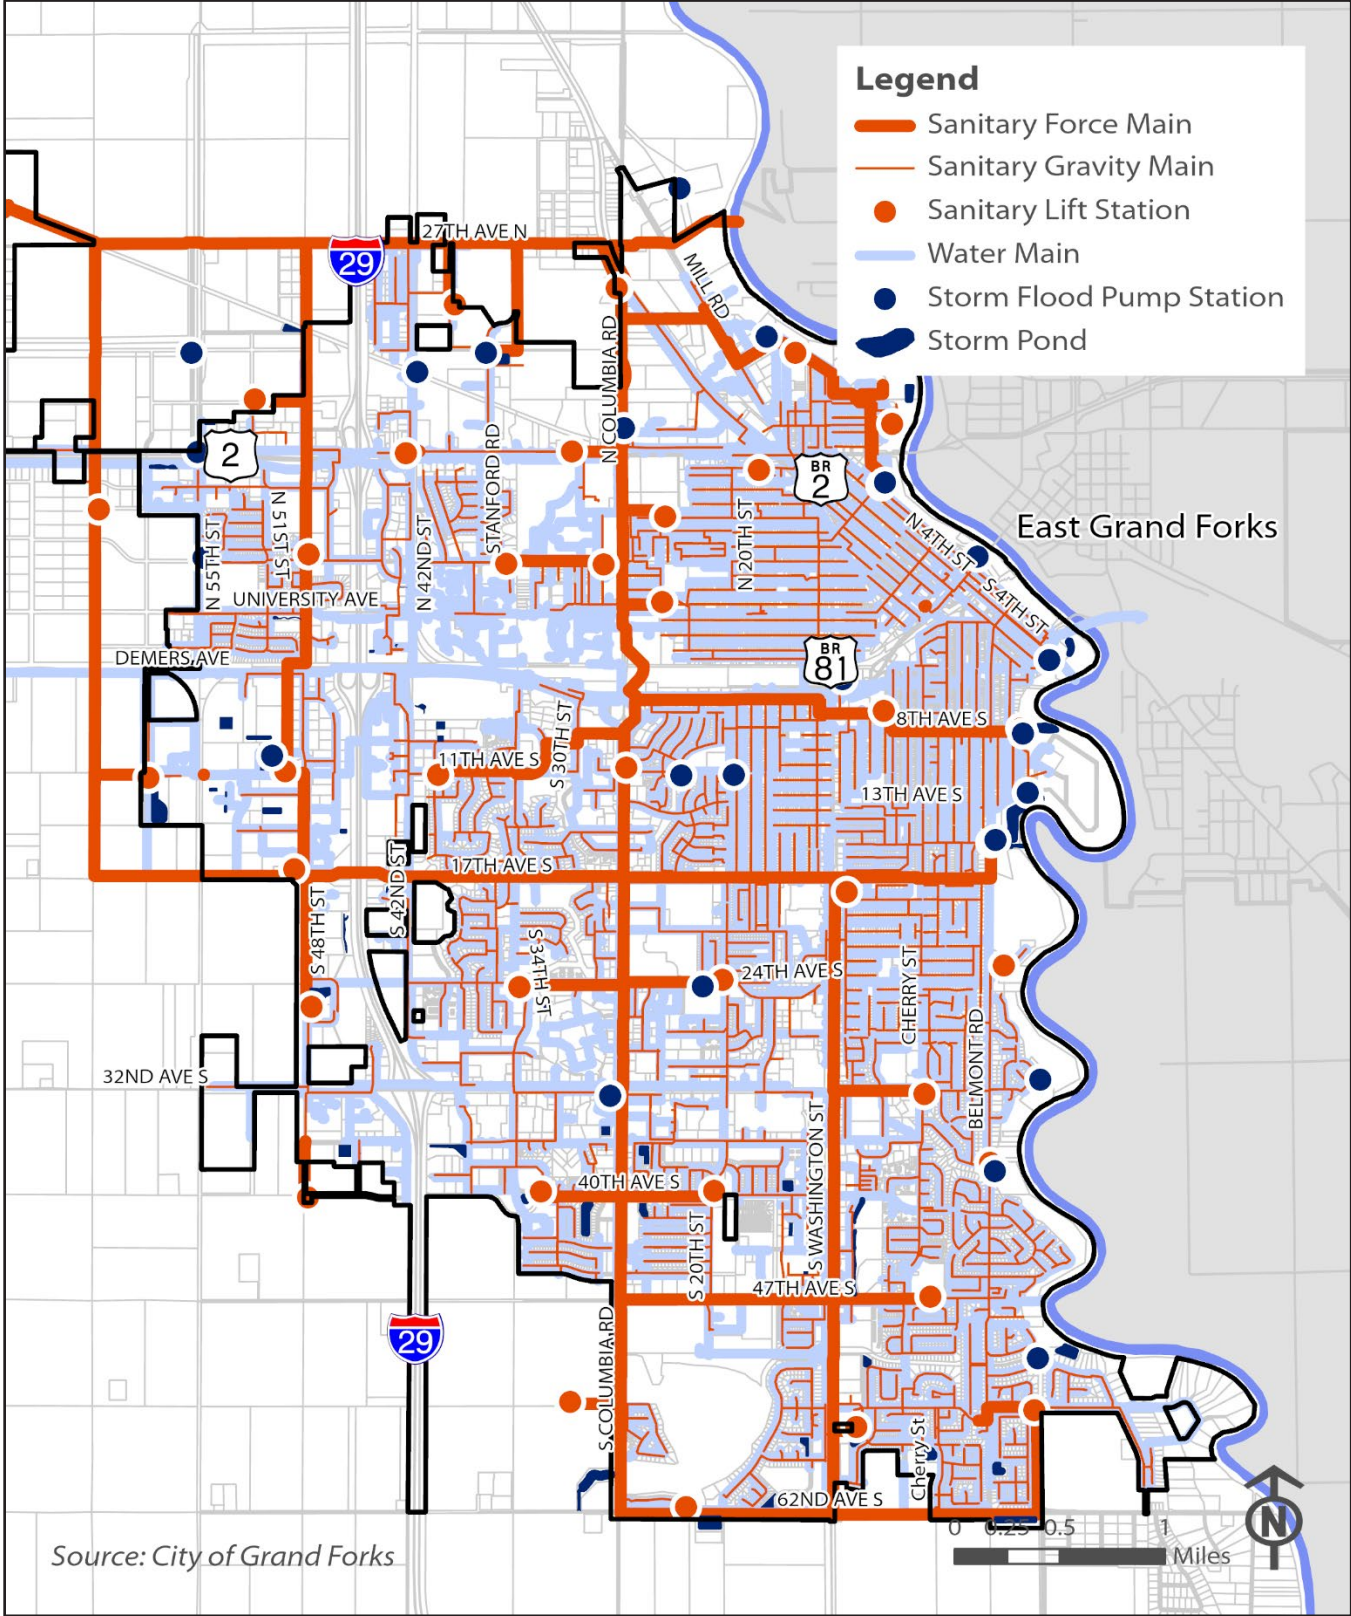 Legend
Sanitary Force Main
Sanitary Gravity Main
Sanitary Lift Station
Water Main
Storm Flood Pump Station
Storm Pond
27TH AVE N
29
MILL RD
N COLUMBIA RD
2
STANFORD RD
BR
2
N 51ST ST
N 55TH ST
N 42ND ST
N 20TH ST
N 4TH ST
East Grand Forks
S 4TH ST
UNIVERSITY AVE
DEMERS AVE
BR
81
8TH AVE S
S 30TH ST
11TH AVE S
13TH AVE S
17TH AVE S
S 42ND ST
S 48TH ST
S 34TH ST
24TH AVE S
CHERRY ST
BELMONT RD
32ND AVE S
S WASHINGTON ST
40TH AVE S
S 20TH ST
47TH AVE S
29
S COLUMBIA RD
Cherry St
62ND AVE S
0 0.25 0.5 1
Miles
N
Source: City of Grand Forks